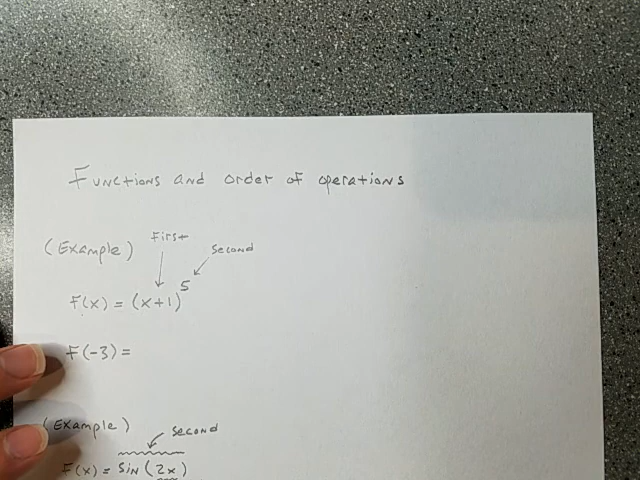 Functions and order of operations
(Example) First
second
F(x) = (x+1)^5
F(-3) =
(Example) second
F(x) = sin(2x)